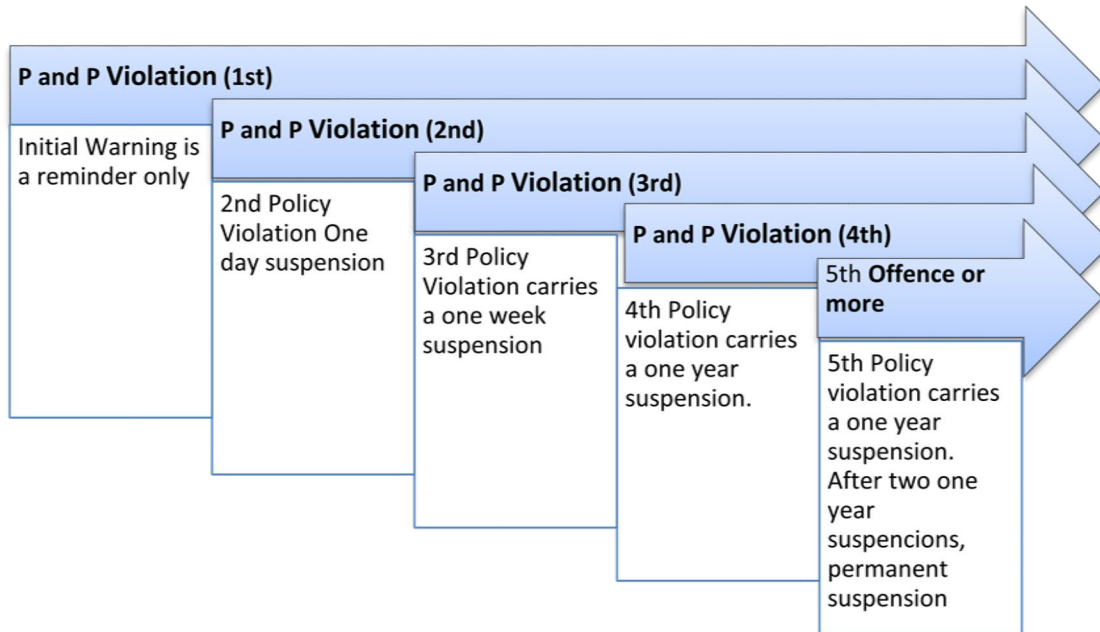 P and P Violation (1st)
Initial Warning is
a reminder only
P and P Violation (2nd)
2nd Policy
Violation One
day suspension
P and P Violation (3rd)
3rd Policy
Violation carries
a one week
suspension
P and P Violation (4th)
4th Policy
violation carries
a one year
suspension.
5th Offence or
more
5th Policy
violation carries
a one year
suspension.
After two one
year
suspencions,
permanent
suspension